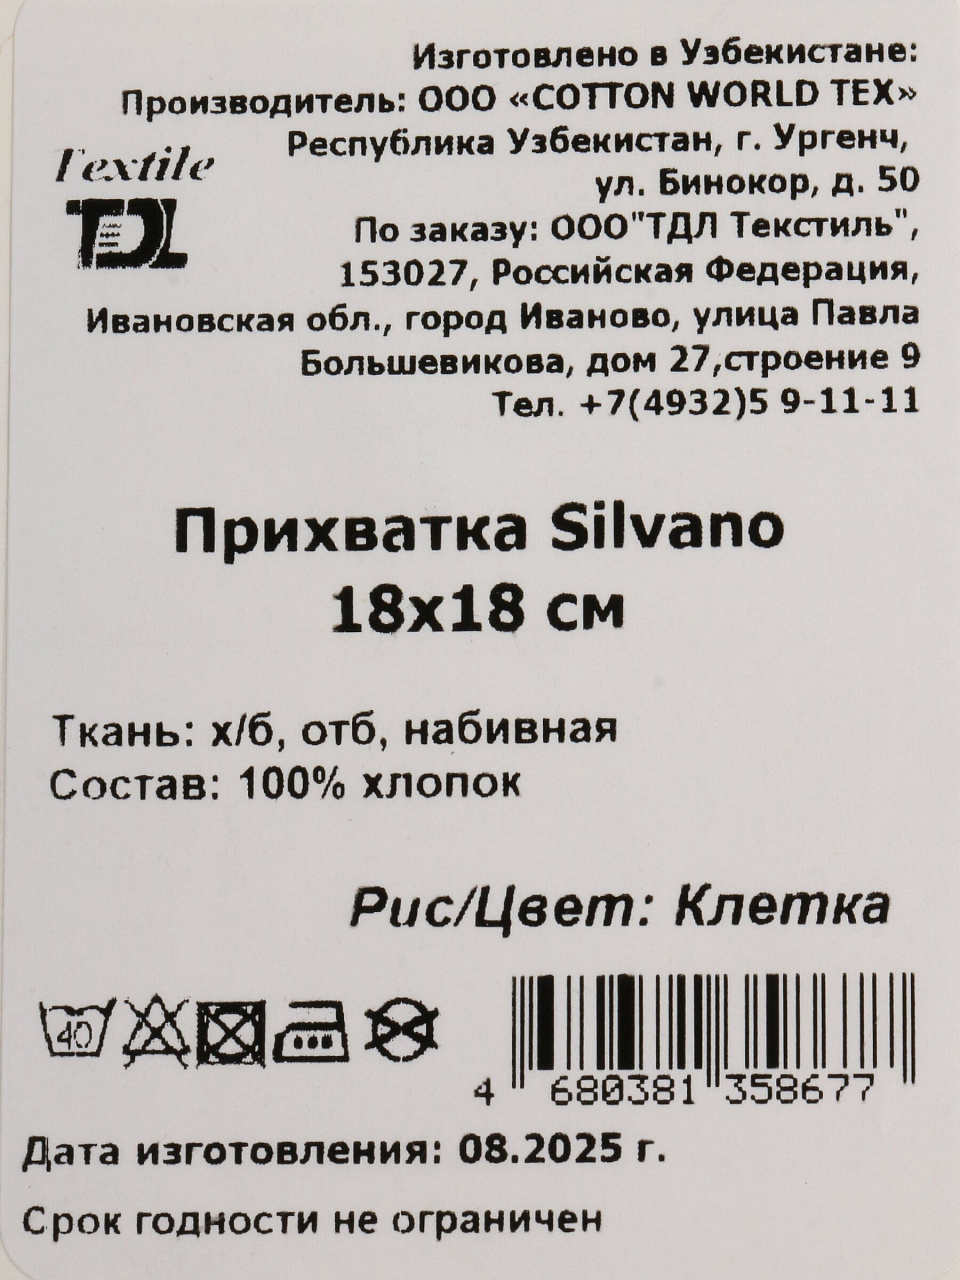 Изготовлено в Узбекистане:
Производитель: ООО «COTTON WORLD TEX»
Республика Узбекистан, г. Ургенч,
ул. Бинокор, д. 50
Textile
TDL
По заказу: ООО"ТДЛ Текстиль",
153027, Российская Федерация,
Ивановская обл., город Иваново, улица Павла
Большевикова, дом 27,строение 9
Тел. +7(4932)5 9-11-11
Прихватка Silvano
18х18 см
Ткань: х/б, отб, набивная
Состав: 100% хлопок
Рис/Цвет: Клетка
40
4 680381 358677
Дата изготовления: 08.2025 г.
Срок годности не ограничен